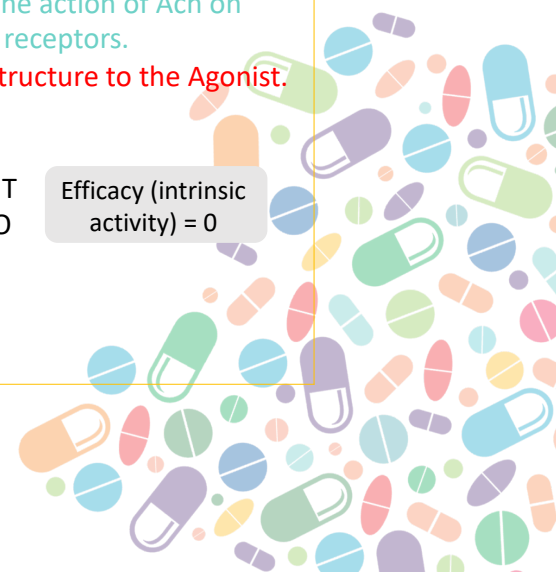 he action of Ach on
receptors.
tructure to the Agonist.
T
Efficacy (intrinsic
activity) = 0